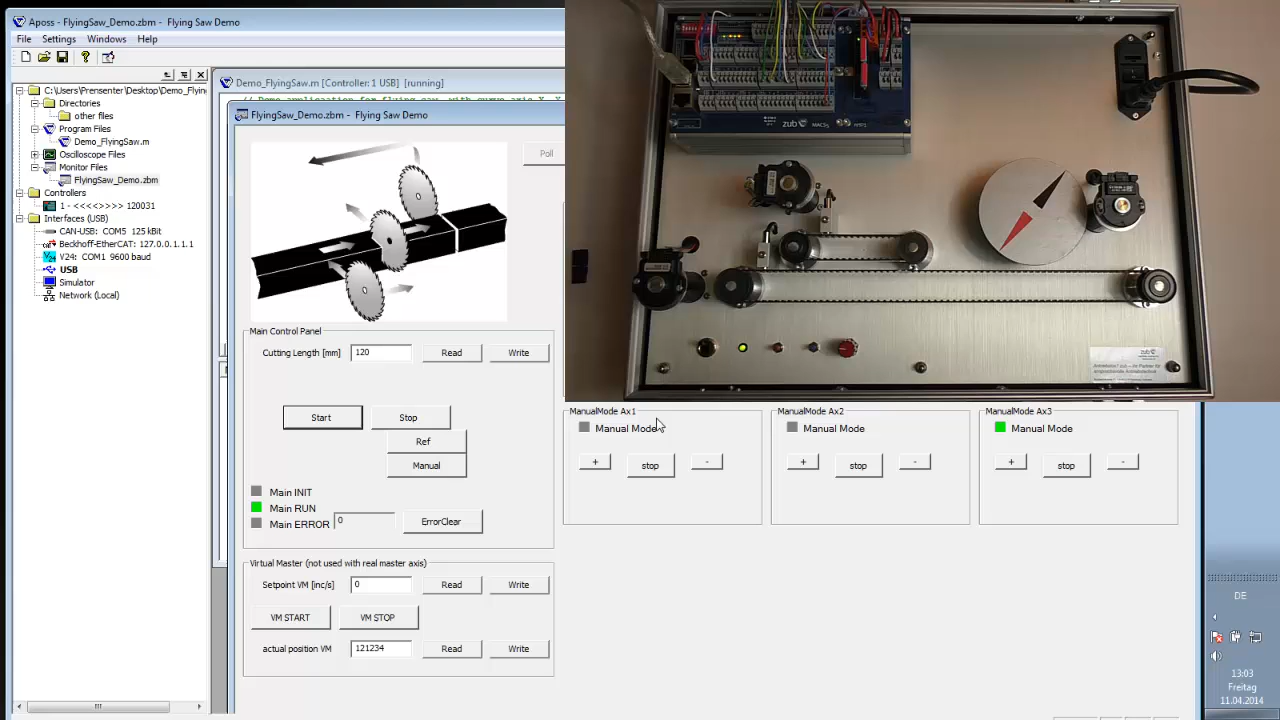 Aposs - FlyingSaw_Demo.zbm - Flying Saw Demo
File Settings Windows Help
C:\Users\Prensenter\Desktop\Demo_Flyin
Directories
other files
Program Files
Demo_FlyingSaw.m
Oscilloscope Files
Monitor Files
FlyingSaw_Demo.zbm
Controllers
1 - <<<<>>>> 120031
Interfaces (USB)
CAN-USB: COM5 125 kBit
Beckhoff-EtherCAT: 127.0.0.1.1.1
V24: COM1 9600 baud
USB
Simulator
Network (Local)
Demo_FlyingSaw.m [Controller: 1 USB] [running]
FlyingSaw_Demo.zbm - Flying Saw Demo
Poll
Main Control Panel
Cutting Length [mm] 120 Read Write
Start Stop
Ref
Manual
Main INIT
Main RUN
Main ERROR 0 ErrorClear
Virtual Master (not used with real master axis)
Setpoint VM [inc/s] 0 Read Write
VM START VM STOP
actual position VM 121234 Read Write
zub
MACS5
AMP5
zub
ManualMode Ax1
Manual Mode
+ stop -
ManualMode Ax2
Manual Mode
+ stop -
ManualMode Ax3
Manual Mode
+ stop -
DE
13:03
Freitag
11.04.2014